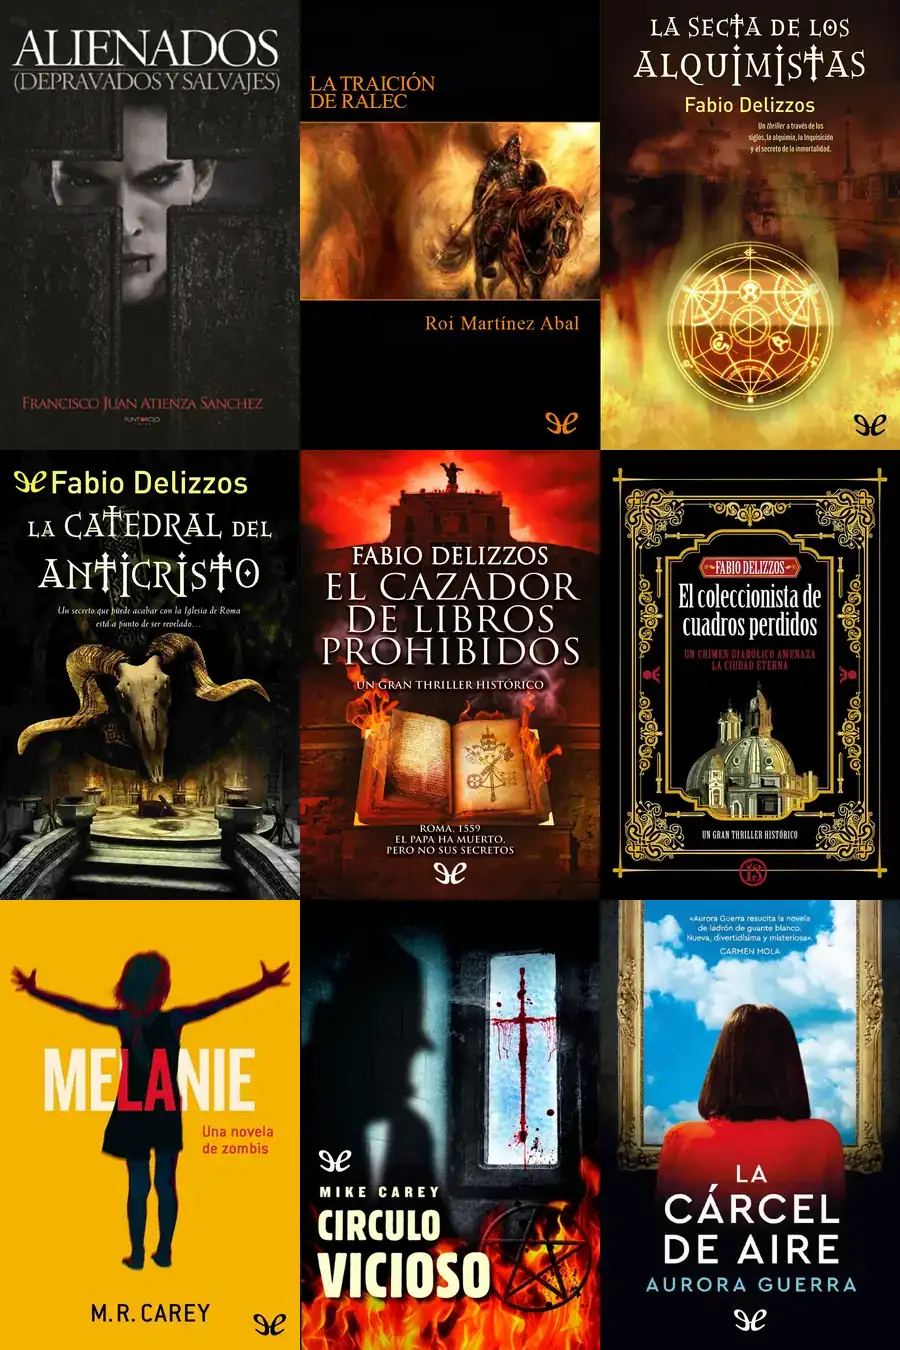 ALIENADOS
(DEPRAVADOS Y SALVAJES)
FRANCISCO JUAN ATIENZA SANCHEZ
PUNTOROJO
LA TRAICIÓN
DE RALEC
Roi Martínez Abal
LA SECTA DE LOS
ALQUIMISTAS
Fabio Delizzos
Un thriller a través de los
siglos, la alquimia, la Inquisición
y el secreto de la inmortalidad.
Fabio Delizzos
LA CATEDRAL DEL
ANTICRISTO
Un secreto que puede acabar con la Iglesia de Roma
está a punto de ser revelado...
FABIO DELIZZOS
EL CAZADOR
DE LIBROS
PROHIBIDOS
UN GRAN THRILLER HISTÓRICO
ROMA, 1559
EL PAPA HA MUERTO,
PERO NO SUS SECRETOS
FABIO DELIZZOS
El coleccionista de
cuadros perdidos
UN CRIMEN DIABÓLICO AMENAZA
LA CIUDAD ETERNA
UN GRAN THRILLER HISTÓRICO
MELANIE
Una novela
de zombis
M.R. CAREY
MIKE CAREY
CIRCULO
VICIOSO
«Aurora Guerra resucita la novela
de ladrón de guante blanco.
Nueva, divertidísima y misteriosa».
CARMEN MOLA
LA
CÁRCEL
DE AIRE
AURORA GUERRA